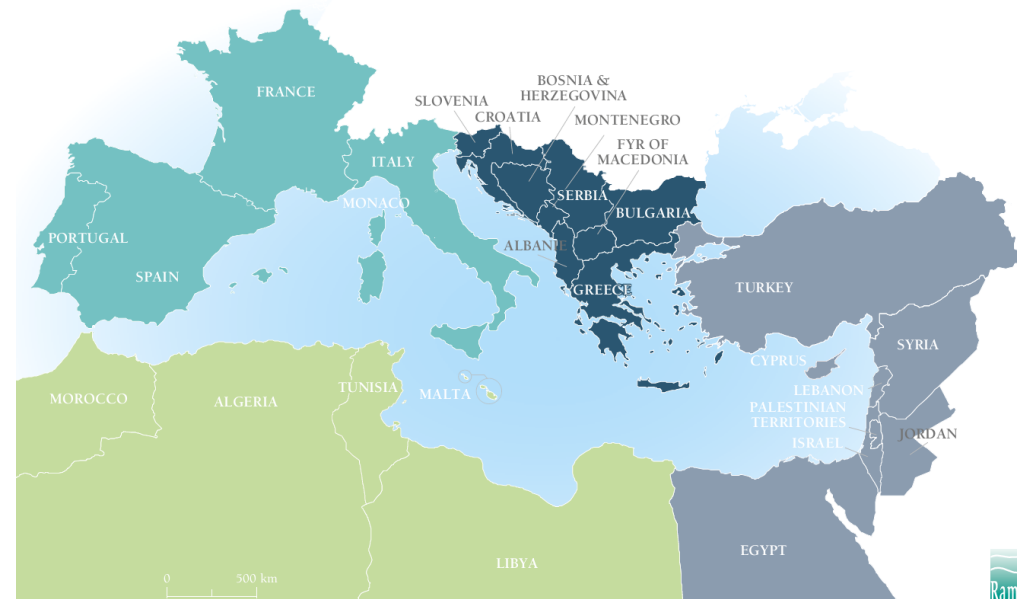 FRANCE
BOSNIA &
HERZEGOVINA
SLOVENIA
CROATIA
MONTENEGRO
FYR OF
MACEDONIA
ITALY
SERBIA
MONACO
BULGARIA
PORTUGAL
ALBANIE
SPAIN
GREECE
TURKEY
SYRIA
CYPRUS
TUNISIA
MALTA
LEBANON
MOROCCO
ALGERIA
PALESTINIAN
TERRITORIES
JORDAN
ISRAEL
EGYPT
LIBYA
0 500 km
Ram